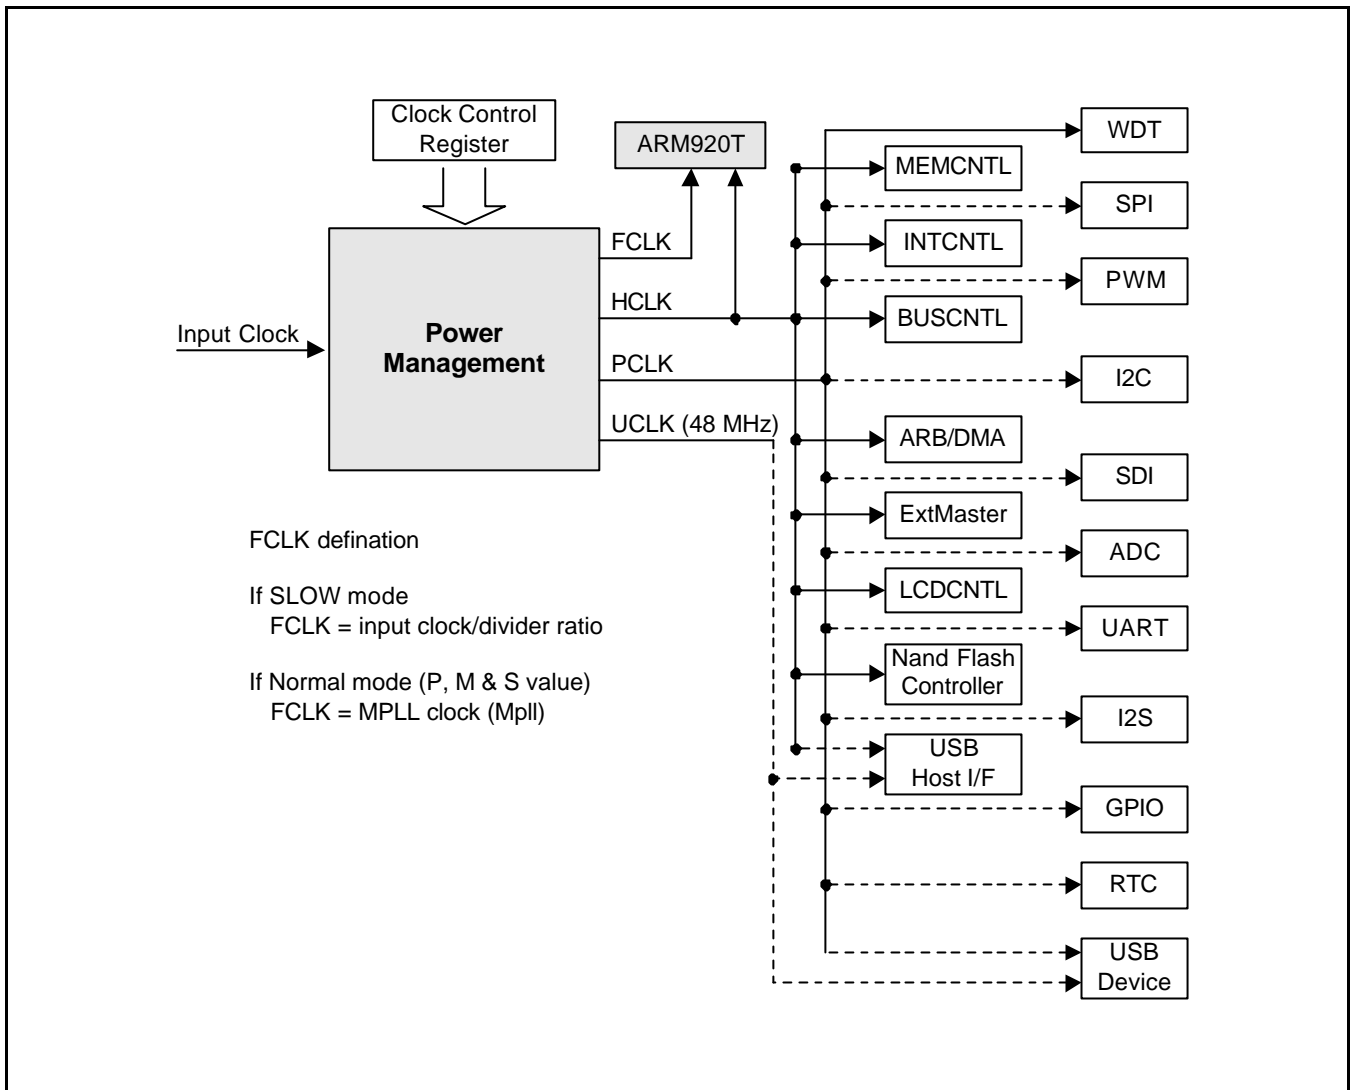 Clock Control
Register
ARM920T
Input Clock
Power
Management
FCLK
HCLK
PCLK
UCLK (48 MHz)
FCLK defination
If SLOW mode
FCLK = input clock/divider ratio
If Normal mode (P, M & S value)
FCLK = MPLL clock (Mpll)
MEMCNTL
INTCNTL
BUSCNTL
ARB/DMA
ExtMaster
LCDCNTL
Nand Flash
Controller
USB
Host I/F
WDT
SPI
PWM
I2C
SDI
ADC
UART
I2S
GPIO
RTC
USB
Device